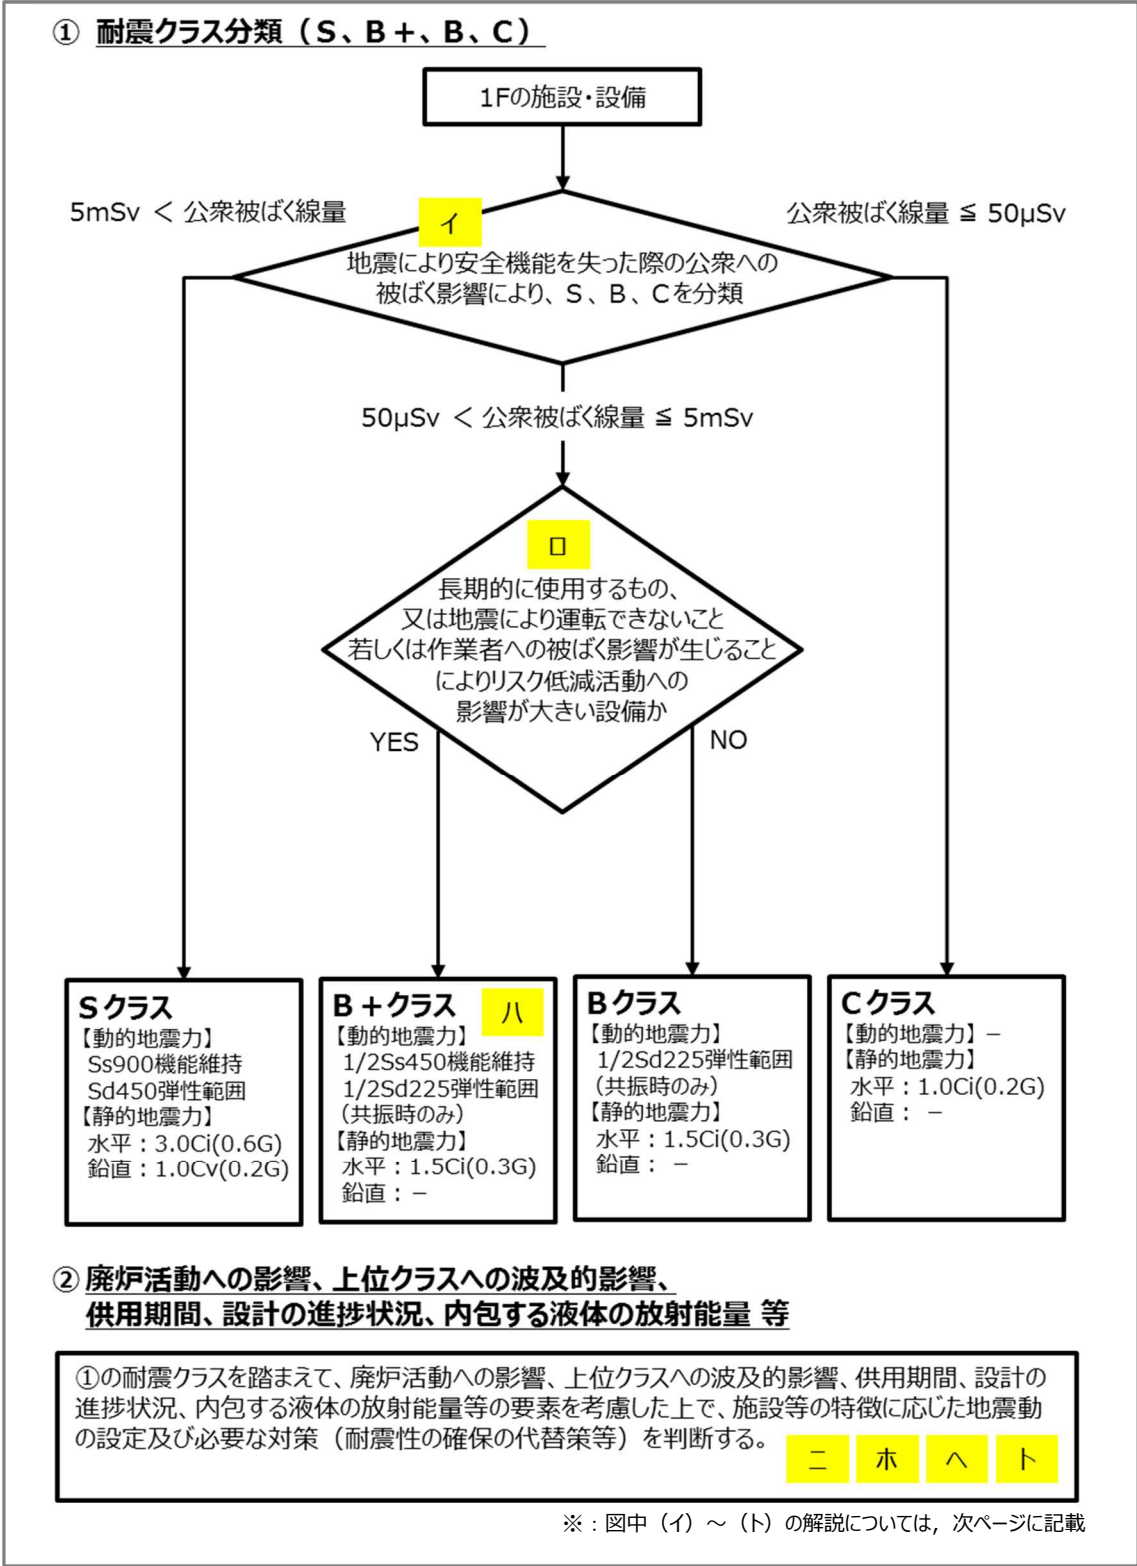 ① 耐震クラス分類（S、B+、B、C）
1Fの施設・設備
5mSv ＜ 公衆被ばく線量
公衆被ばく線量 ≦ 50μSv
イ
地震により安全機能を失った際の公衆への
被ばく影響により、S、B、Cを分類
50μSv ＜ 公衆被ばく線量 ≦ 5mSv
ロ
長期的に使用するもの、
又は地震により運転できないこと
若しくは作業者への被ばく影響が生じること
によりリスク低減活動への
影響が大きい設備か
YES
NO
Sクラス
【動的地震力】
Ss900機能維持
Sd450弾性範囲
【静的地震力】
水平：3.0Ci(0.6G)
鉛直：1.0Cv(0.2G)
B+クラス
ハ
【動的地震力】
1/2Ss450機能維持
1/2Sd225弾性範囲
（共振時のみ）
【静的地震力】
水平：1.5Ci(0.3G)
鉛直：－
Bクラス
【動的地震力】
1/2Sd225弾性範囲
（共振時のみ）
【静的地震力】
水平：1.5Ci(0.3G)
鉛直： －
Cクラス
【動的地震力】－
【静的地震力】
水平：1.0Ci(0.2G)
鉛直： －
② 廃炉活動への影響、上位クラスへの波及的影響、
供用期間、設計の進捗状況、内包する液体の放射能量 等
①の耐震クラスを踏まえて、廃炉活動への影響、上位クラスへの波及的影響、供用期間、設計の
進捗状況、内包する液体の放射能量等の要素を考慮した上で、施設等の特徴に応じた地震動
の設定及び必要な対策（耐震性の確保の代替策等）を判断する。
ニ ホ ヘ ト
※：図中（イ）～（ト）の解説については，次ページに記載